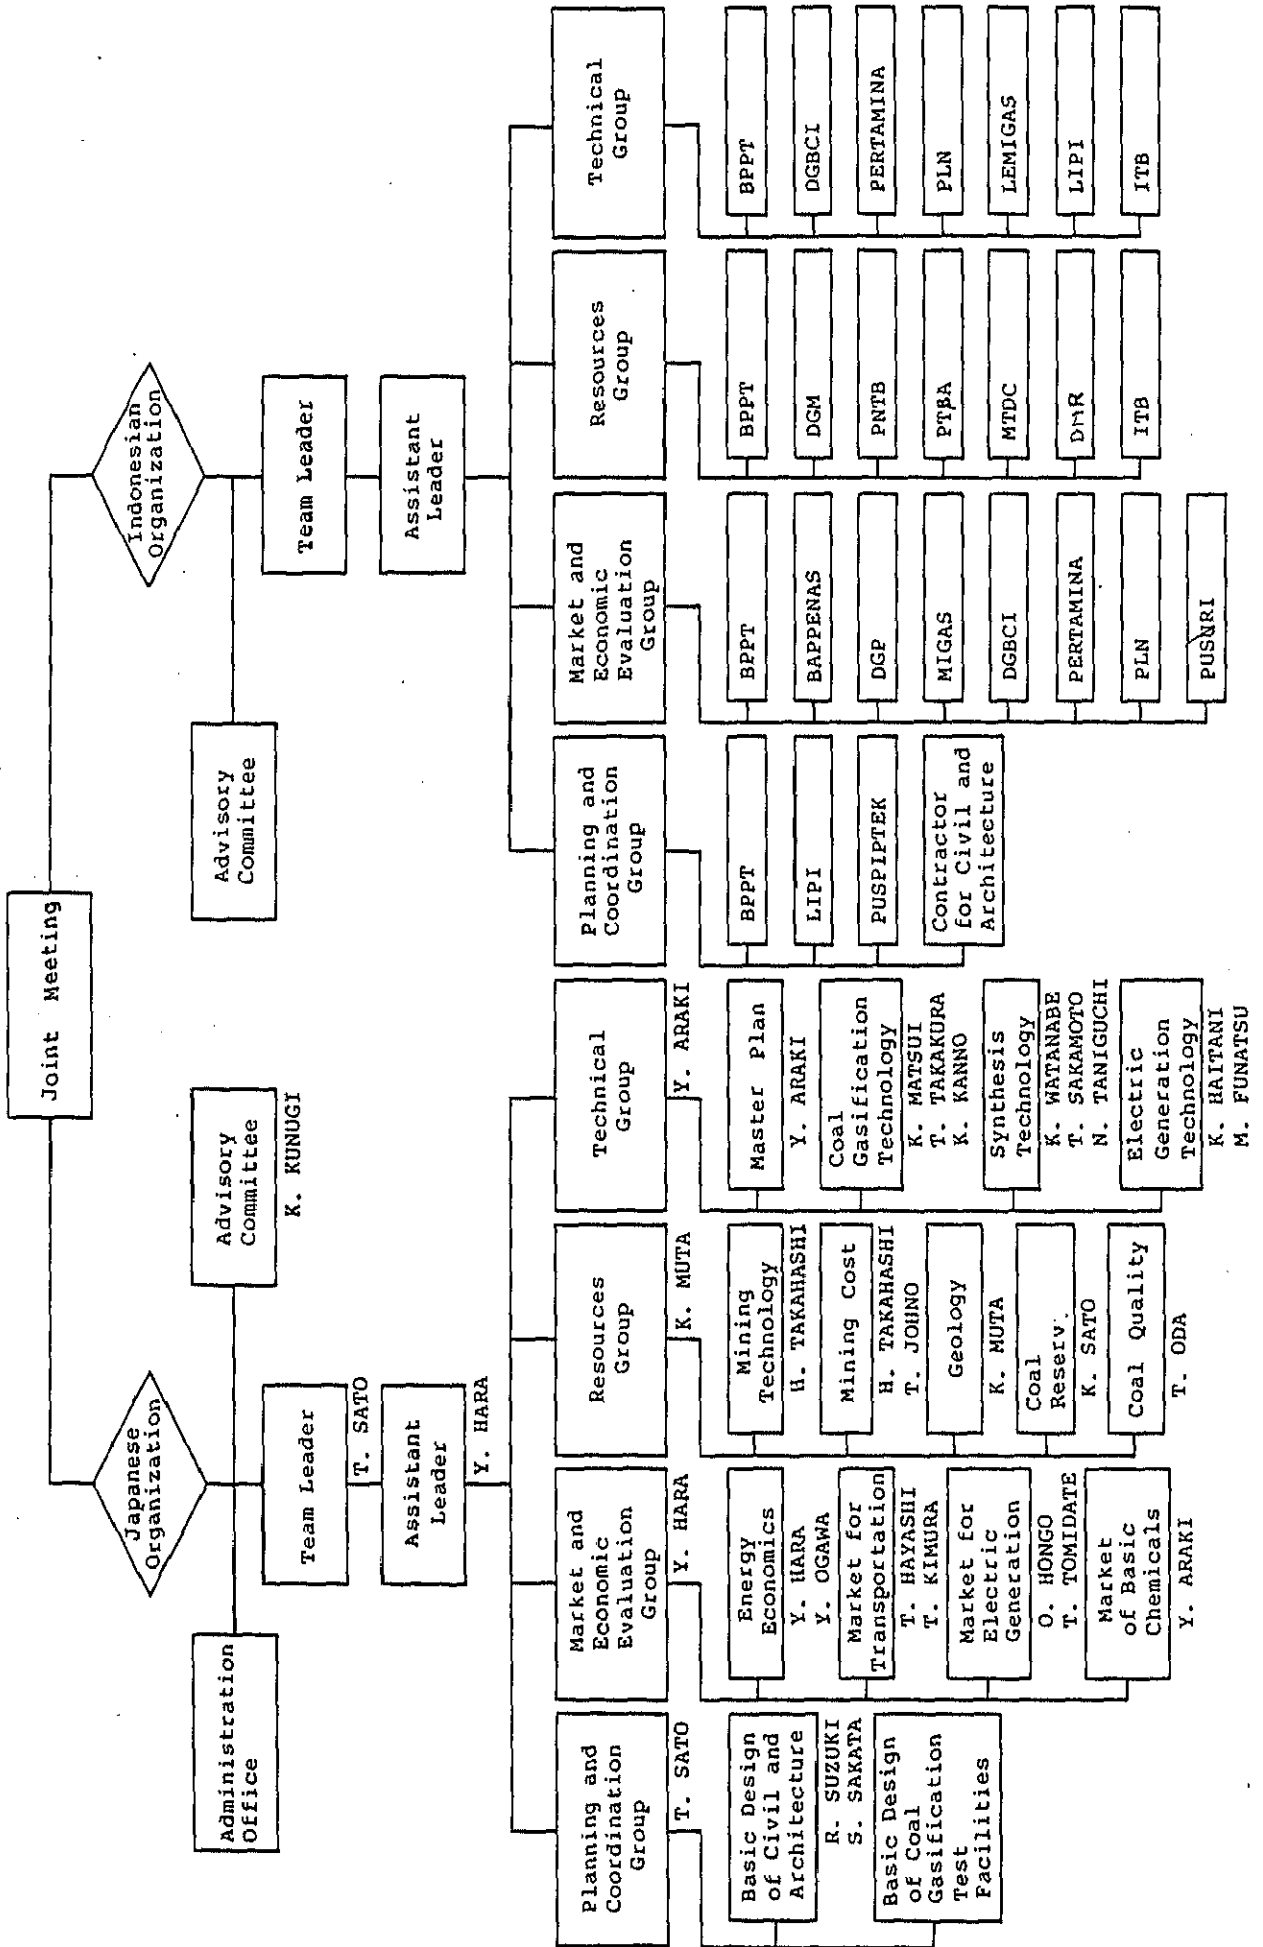 Joint Meeting
Japanese
Organization
Indonesian
Organization
Administration
Office
Advisory
Committee
K. KUNUGI
Advisory
Committee
Team Leader
T. SATO
Team Leader
Assistant
Leader
Y. HARA
Assistant
Leader
Planning and
Coordination
Group
T. SATO
Basic Design
of Civil and
Architecture
R. SUZUKI
S. SAKATA
Basic Design
of Coal
Gasification
Test
Facilities
Market and
Economic
Evaluation
Group
Y. HARA
Energy
Economics
Y. HARA
Y. OGAWA
Market for
Transportation
T. HAYASHI
T. KIMURA
Market for
Electric
Generation
O. HONGO
T. TOMIDATE
Market
of Basic
Chemicals
Y. ARAKI
Resources
Group
K. MUTA
Mining
Technology
H. TAKAHASHI
Mining Cost
H. TAKAHASHI
T. JOHNO
Geology
K. MUTA
Coal
Reserv.
K. SATO
Coal Quality
T. ODA
Technical
Group
Y. ARAKI
Master Plan
Y. ARAKI
Coal
Gasification
Technology
K. MATSUI
T. TAKAKURA
K. KANNO
Synthesis
Technology
K. WATANABE
T. SAKAMOTO
N. TANIGUCHI
Electric
Generation
Technology
K. HAITANI
M. FUNATSU
Planning and
Coordination
Group
BPPT
LIPI
PUSPIPTEK
Contractor
for Civil and
Architecture
Market and
Economic
Evaluation
Group
BPPT
BAPPENAS
DGP
MIGAS
DGBCI
PERTAMINA
PLN
PUSURI
Resources
Group
BPPT
DGM
PNTB
PTBA
MTDC
DMR
ITB
Technical
Group
BPPT
DGBCI
PERTAMINA
PLN
LEMIGAS
LIPI
ITB